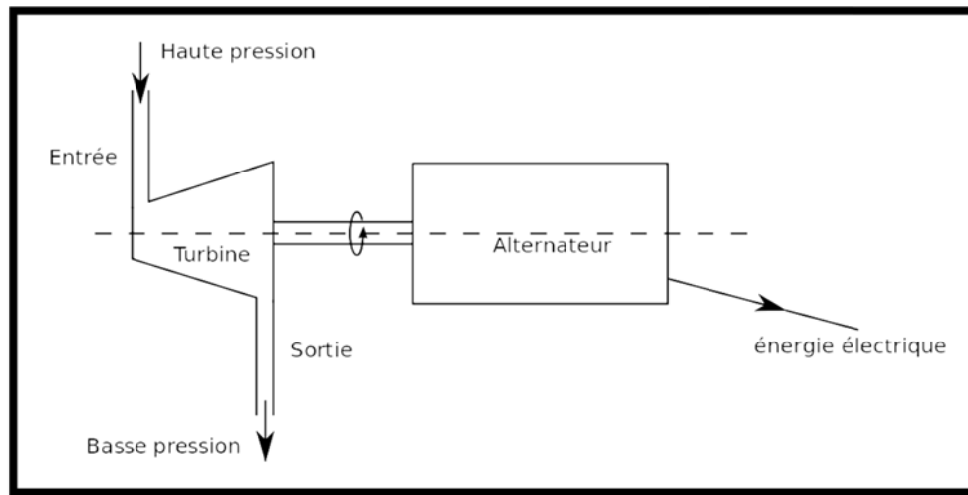 Haute pression
Entrée
Turbine
Alternateur
Sortie
énergie électrique
Basse pression